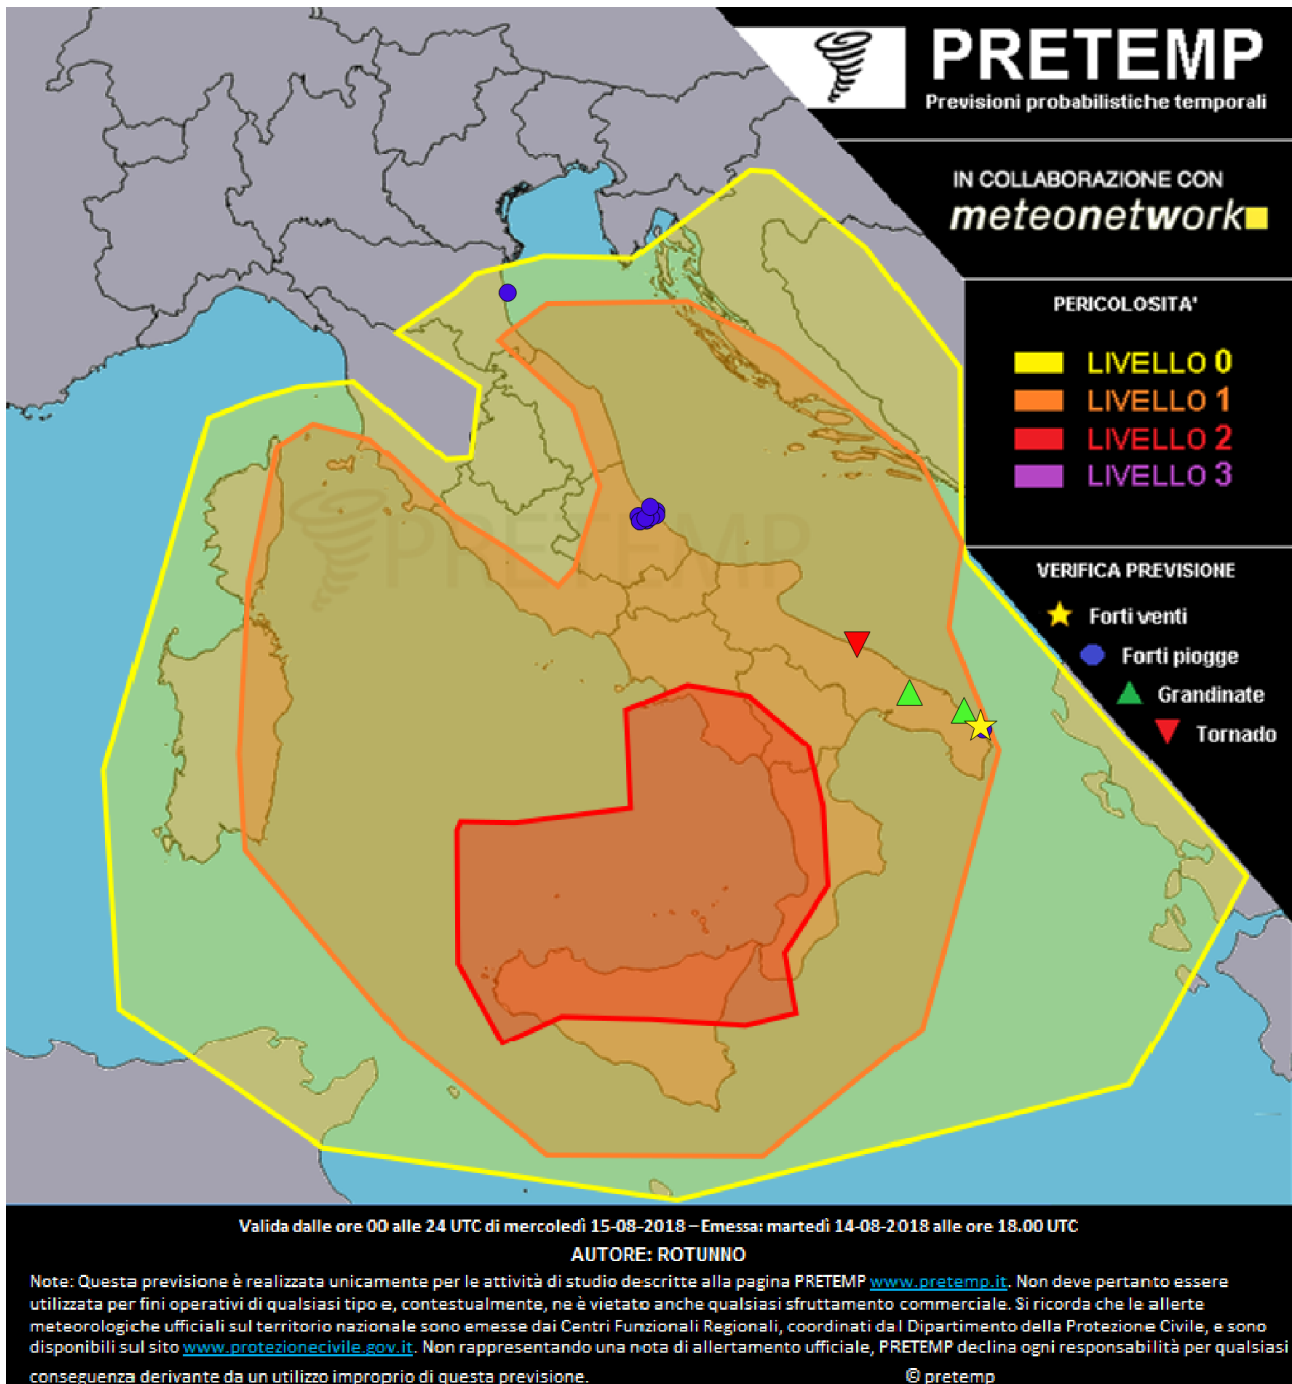 PRETEMP
Previsioni probabilistiche temporali
IN COLLABORAZIONE CON
meteonetwork
PERICOLOSITA'
LIVELLO 0
LIVELLO 1
LIVELLO 2
LIVELLO 3
VERIFICA PREVISIONE
Forti venti
Forti piogge
Grandinate
Tornado
PRETEMP
Valida dalle ore 00 alle 24 UTC di mercoledì 15-08-2018 – Emessa: martedì 14-08-2018 alle ore 18.00 UTC
AUTORE: ROTUNNO
Note: Questa previsione è realizzata unicamente per le attività di studio descritte alla pagina PRETEMP www.pretemp.it. Non deve pertanto essere
utilizzata per fini operativi di qualsiasi tipo e, contestualmente, ne è vietato anche qualsiasi sfruttamento commerciale. Si ricorda che le allerte
meteorologiche ufficiali sul territorio nazionale sono emesse dai Centri Funzionali Regionali, coordinati dal Dipartimento della Protezione Civile, e sono
disponibili sul sito www.protezionecivile.gov.it. Non rappresentando una nota di allertamento ufficiale, PRETEMP declina ogni responsabilità per qualsiasi
conseguenza derivante da un utilizzo improprio di questa previsione.
© pretemp